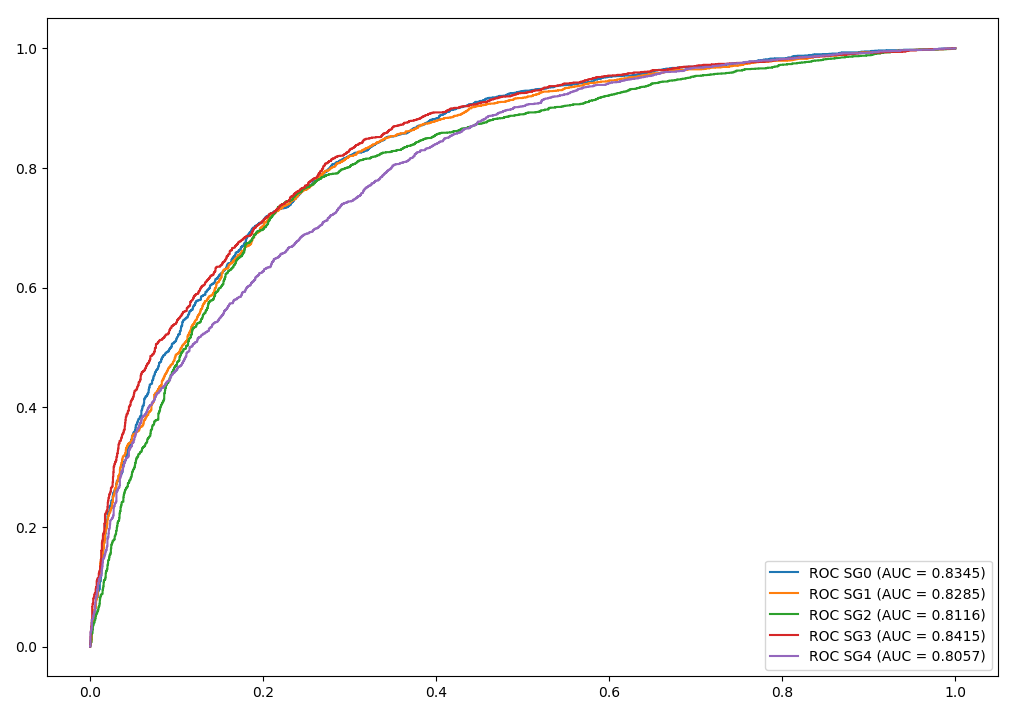 1.0
0.8
0.6
0.4
0.2
0.0
ROC SG0 (AUC = 0.8345)
ROC SG1 (AUC = 0.8285)
ROC SG2 (AUC = 0.8116)
ROC SG3 (AUC = 0.8415)
ROC SG4 (AUC = 0.8057)
0.0 0.2 0.4 0.6 0.8 1.0